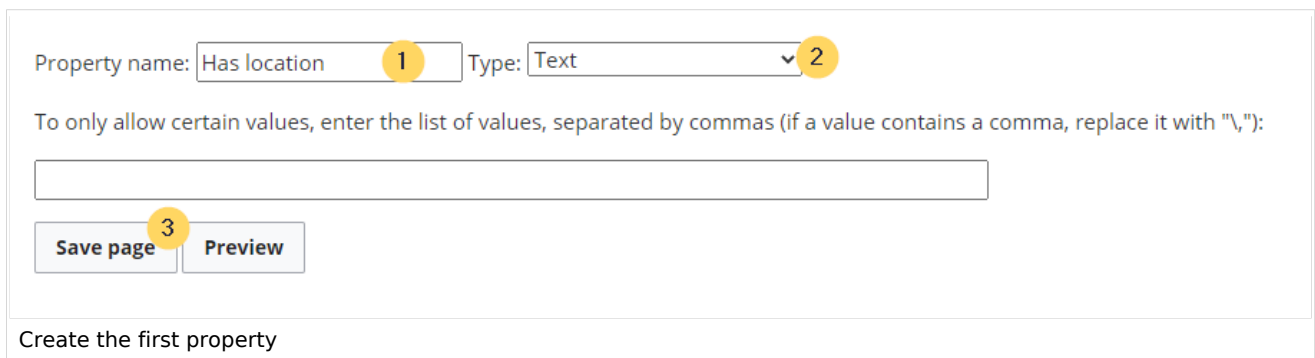 Property name: Has location 1 Type: Text 2
To only allow certain values, enter the list of values, separated by commas (if a value contains a comma, replace it with "\,"):
3
Save page Preview
Create the first property